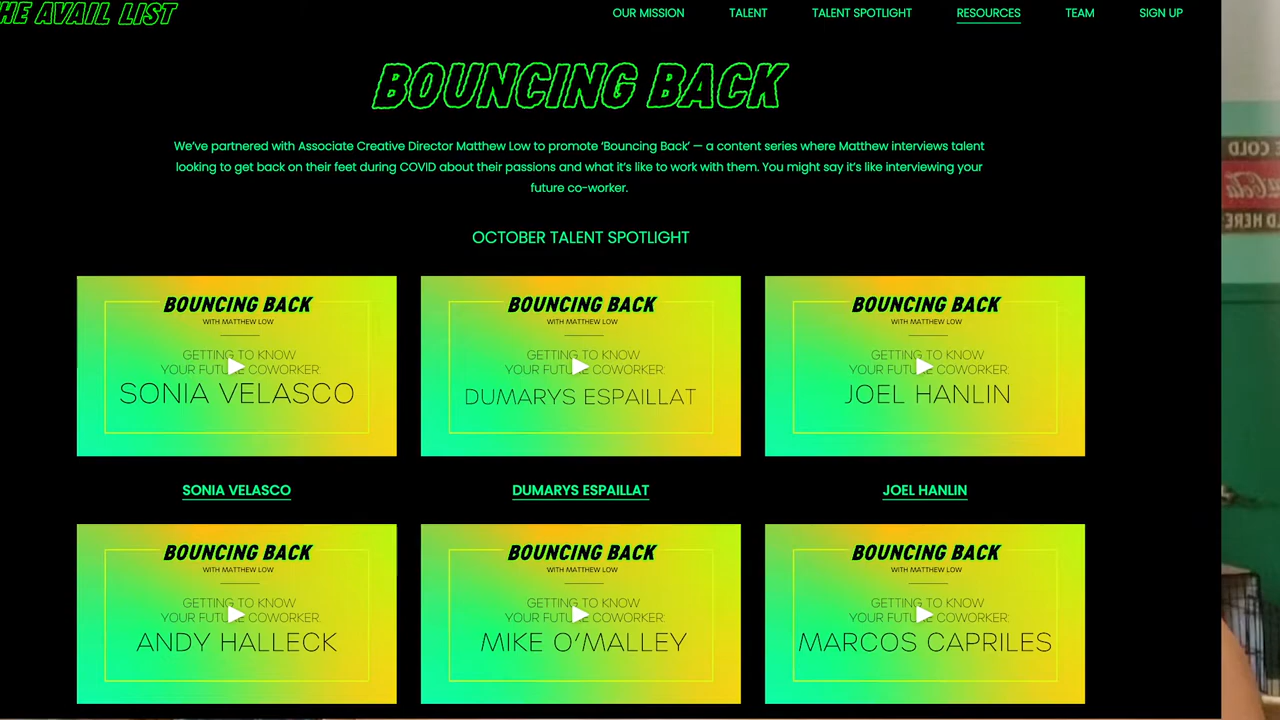 HE AVAIL LIST
OUR MISSION TALENT TALENT SPOTLIGHT RESOURCES TEAM SIGN UP
BOUNCING BACK
We've partnered with Associate Creative Director Matthew Low to promote 'Bouncing Back' — a content series where Matthew interviews talent
looking to get back on their feet during COVID about their passions and what it's like to work with them. You might say it's like interviewing your
future co-worker.
OCTOBER TALENT SPOTLIGHT
BOUNCING BACK
WITH MATTHEW LOW
GETTING TO KNOW
YOUR FUTURE COWORKER:
SONIA VELASCO
BOUNCING BACK
WITH MATTHEW LOW
GETTING TO KNOW
YOUR FUTURE COWORKER:
DUMARYS ESPAILLAT
BOUNCING BACK
WITH MATTHEW LOW
GETTING TO KNOW
YOUR FUTURE COWORKER:
JOEL HANLIN
SONIA VELASCO
DUMARYS ESPAILLAT
JOEL HANLIN
BOUNCING BACK
WITH MATTHEW LOW
GETTING TO KNOW
YOUR FUTURE COWORKER:
ANDY HALLECK
BOUNCING BACK
WITH MATTHEW LOW
GETTING TO KNOW
YOUR FUTURE COWORKER:
MIKE O'MALLEY
BOUNCING BACK
WITH MATTHEW LOW
GETTING TO KNOW
YOUR FUTURE COWORKER:
MARCOS CAPRILES
E COLD
Coca-Cola
LD HERE